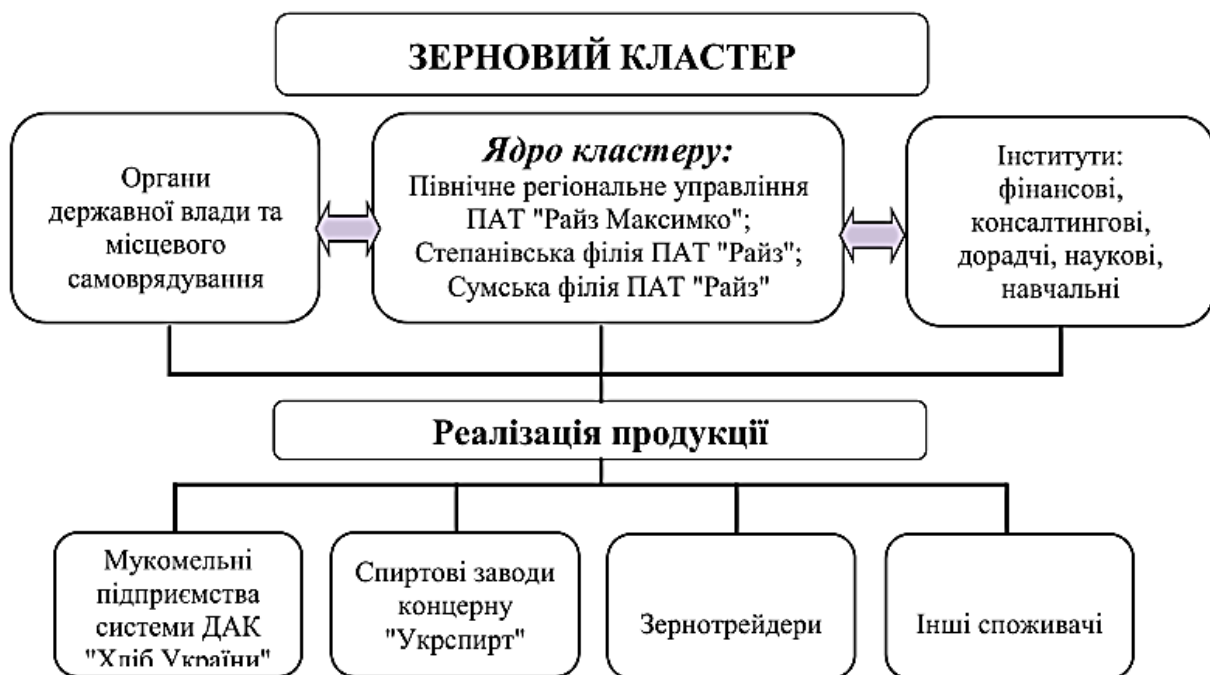 ЗЕРНОВИЙ КЛАСТЕР
Органи
державної влади та
місцевого
самоврядування
Ядро кластеру:
Північне регіональне управління
ПАТ "Райз Максимко";
Степанівська філія ПАТ "Райз";
Сумська філія ПАТ "Райз"
Інститути:
фінансові,
консалтингові,
дорадчі, наукові,
навчальні
Реалізація продукції
Мукомельні
підприємства
системи ДАК
"Хліб України"
Спиртові заводи
концерну
"Укрспирт"
Зернотрейдери
Інші споживачі